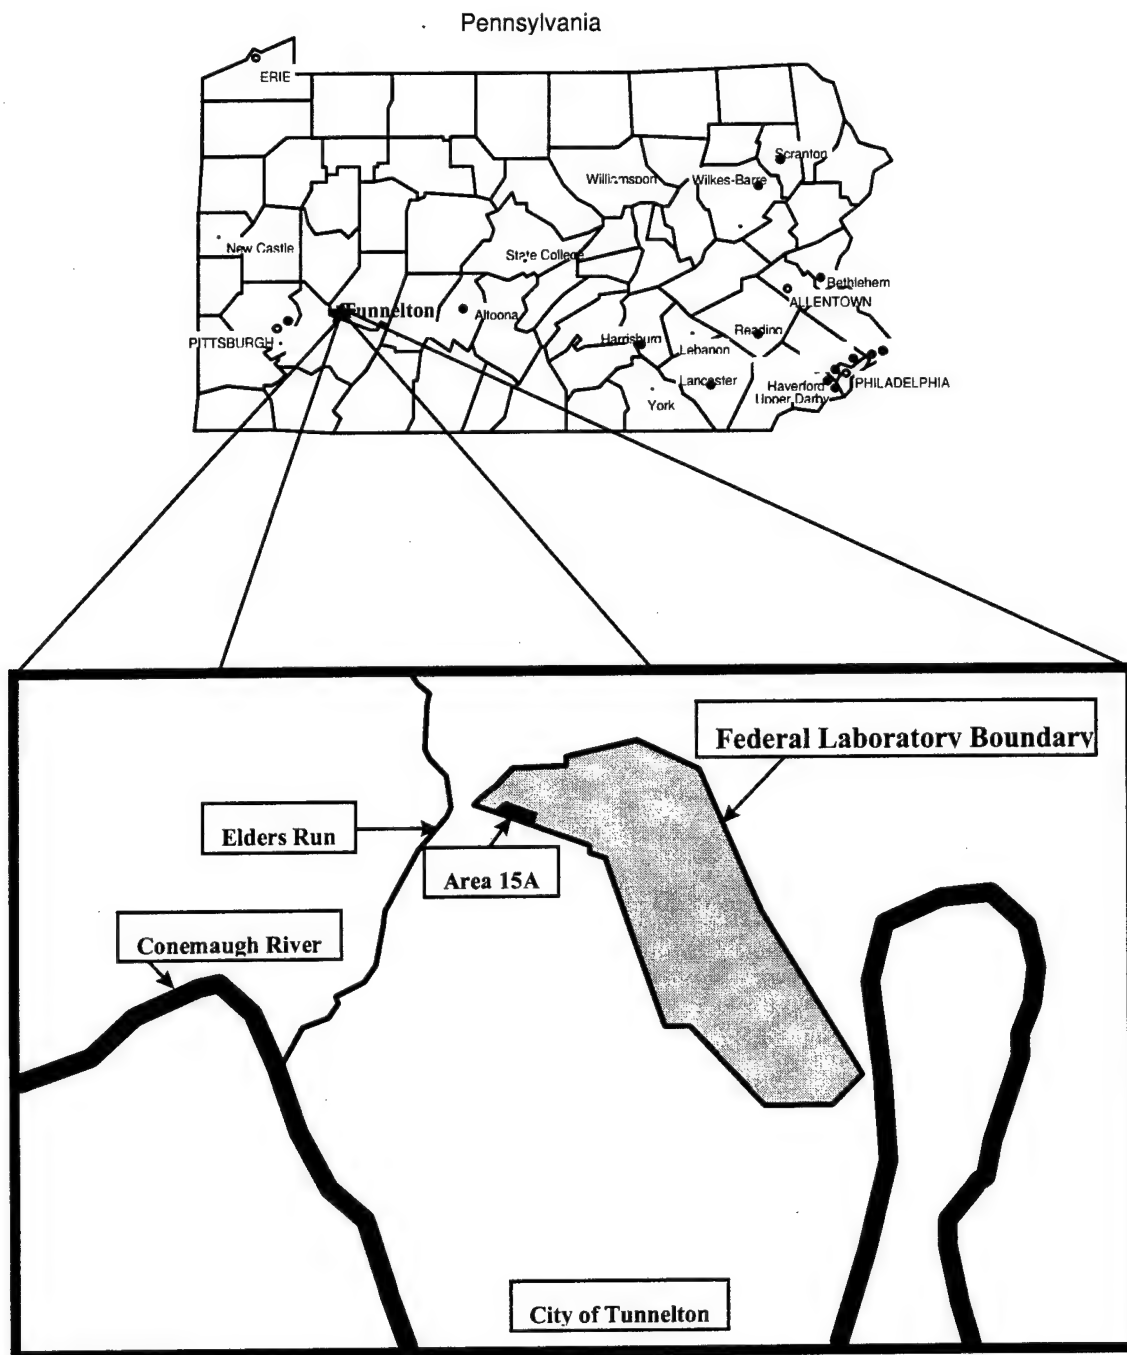 Pennsylvania
ERIE
Scranton
Williamsport
Wilkes-Barre
New Castle
State College
Bethlehem
ALLENTOWN
Tunnelton
Altoona
PITTSBURGH
Harrisburg
Lebanon
Reading
Lancaster
Haverford
PHILADELPHIA
Upper Darby
York
Federal Laboratory Boundary
Elders Run
Area 15A
Conemaugh River
City of Tunnelton